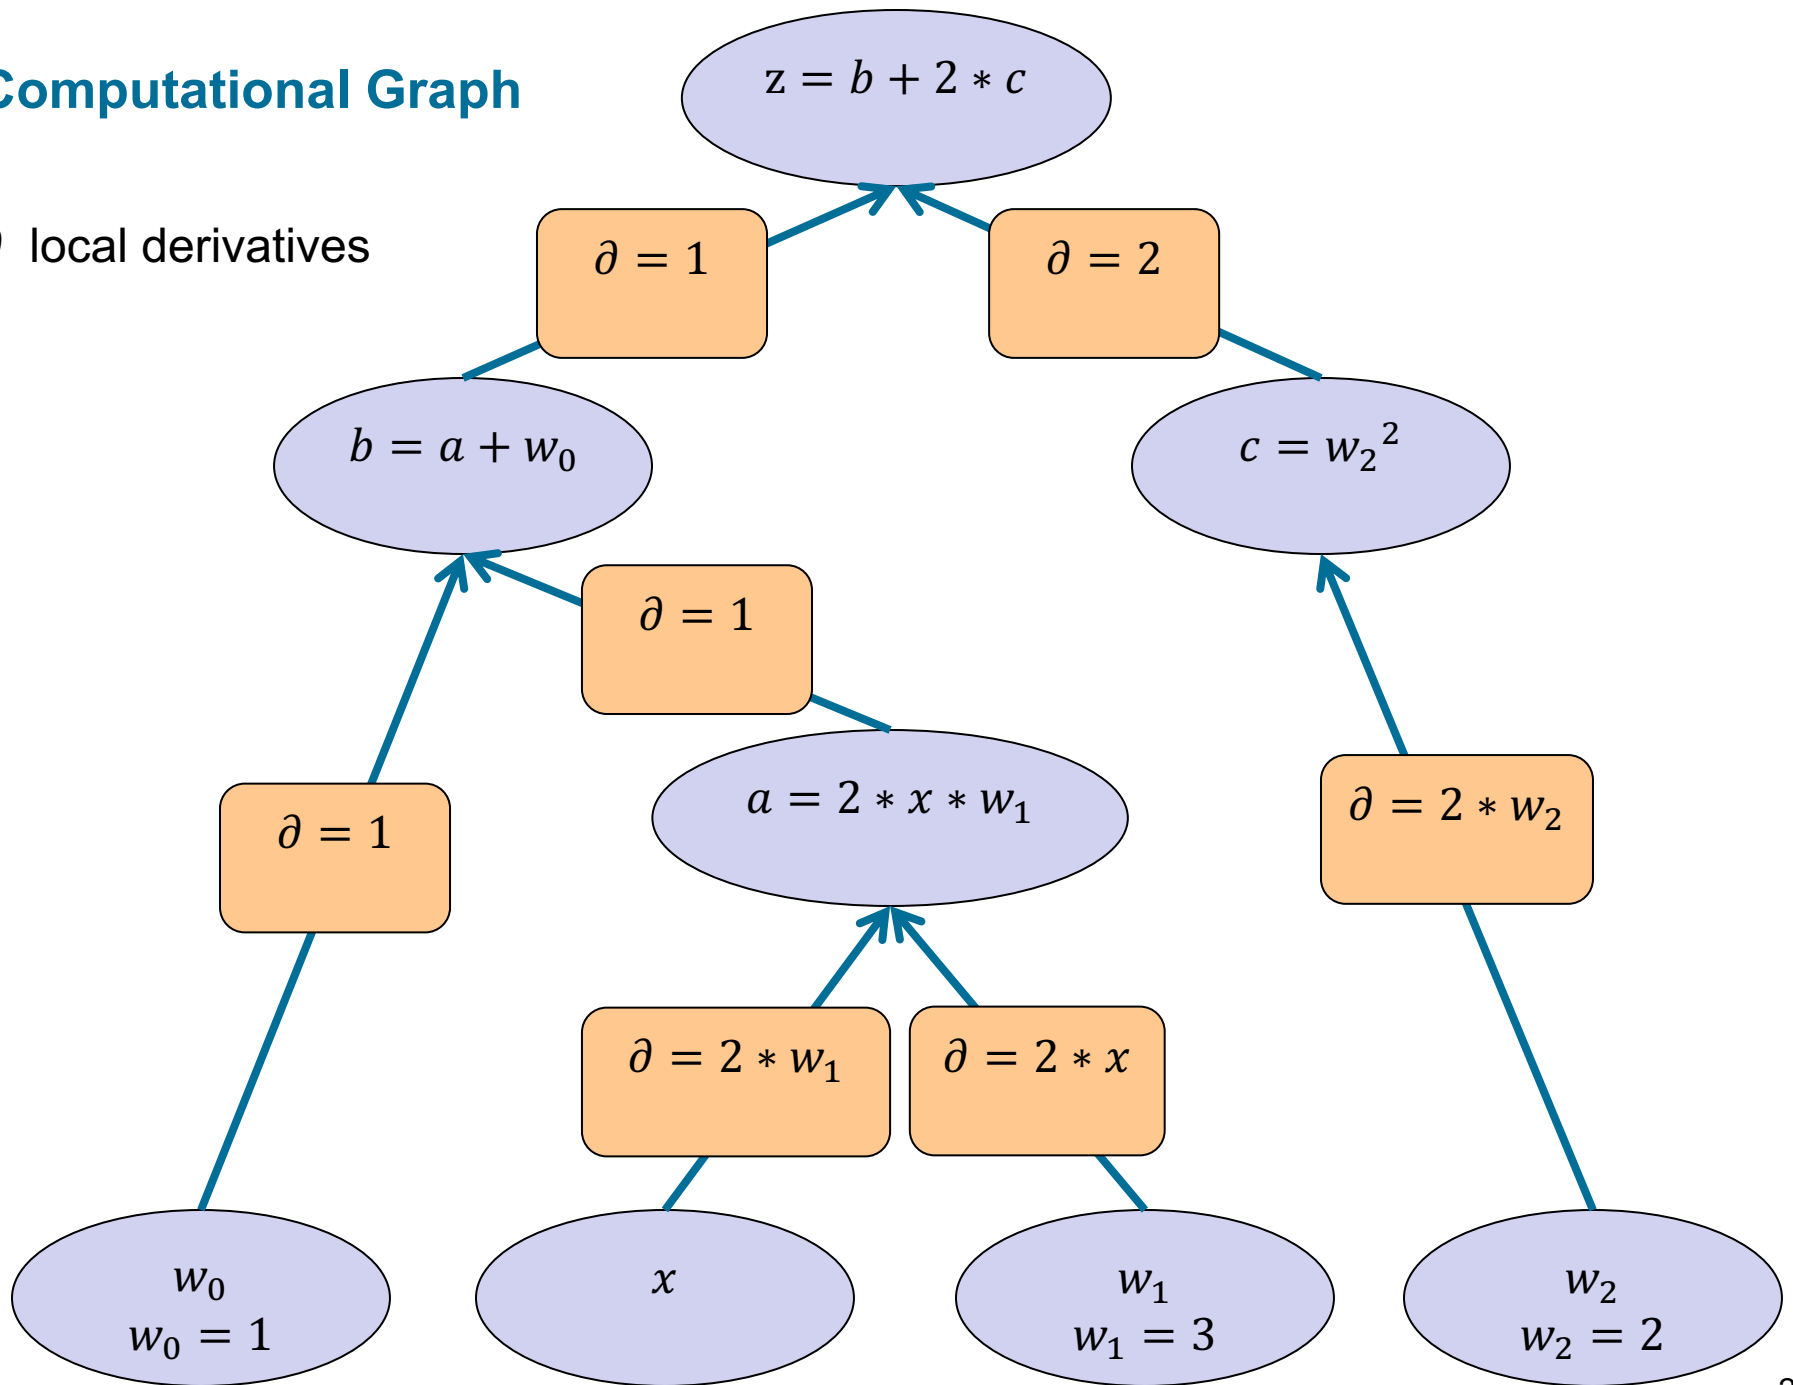 Computational Graph
∂ local derivatives
z = b + 2 ∗ c
∂ = 1
∂ = 2
b = a + w₀
c = w₂²
∂ = 1
∂ = 1
a = 2 ∗ x ∗ w₁
∂ = 2 ∗ w₂
∂ = 2 ∗ w₁
∂ = 2 ∗ x
w₀
w₀ = 1
x
w₁
w₁ = 3
w₂
w₂ = 2